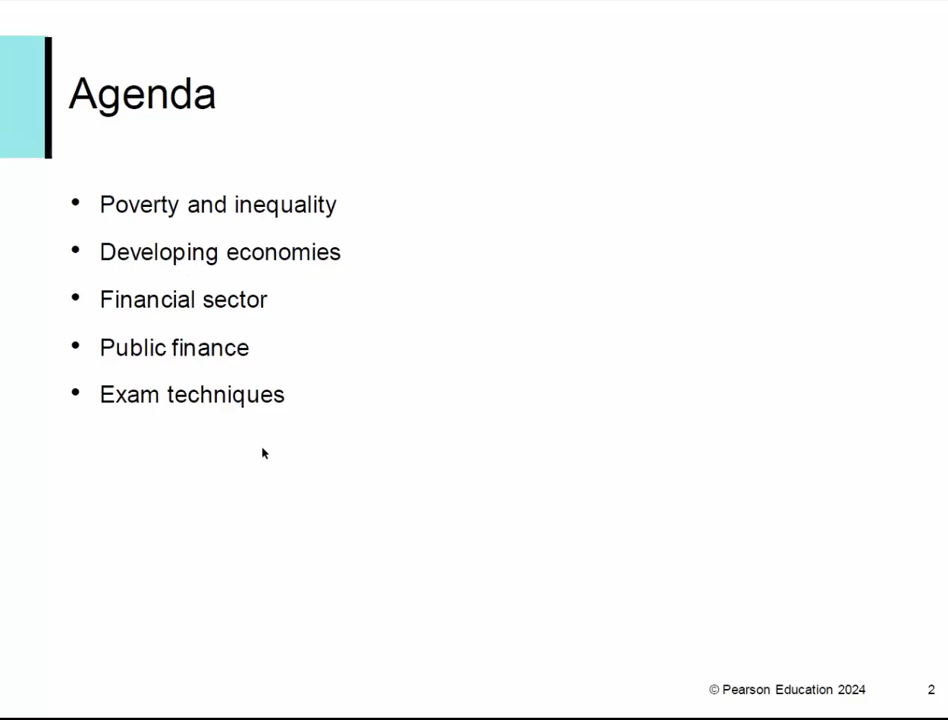 Agenda
• Poverty and inequality
• Developing economies
• Financial sector
• Public finance
• Exam techniques
© Pearson Education 2024 2